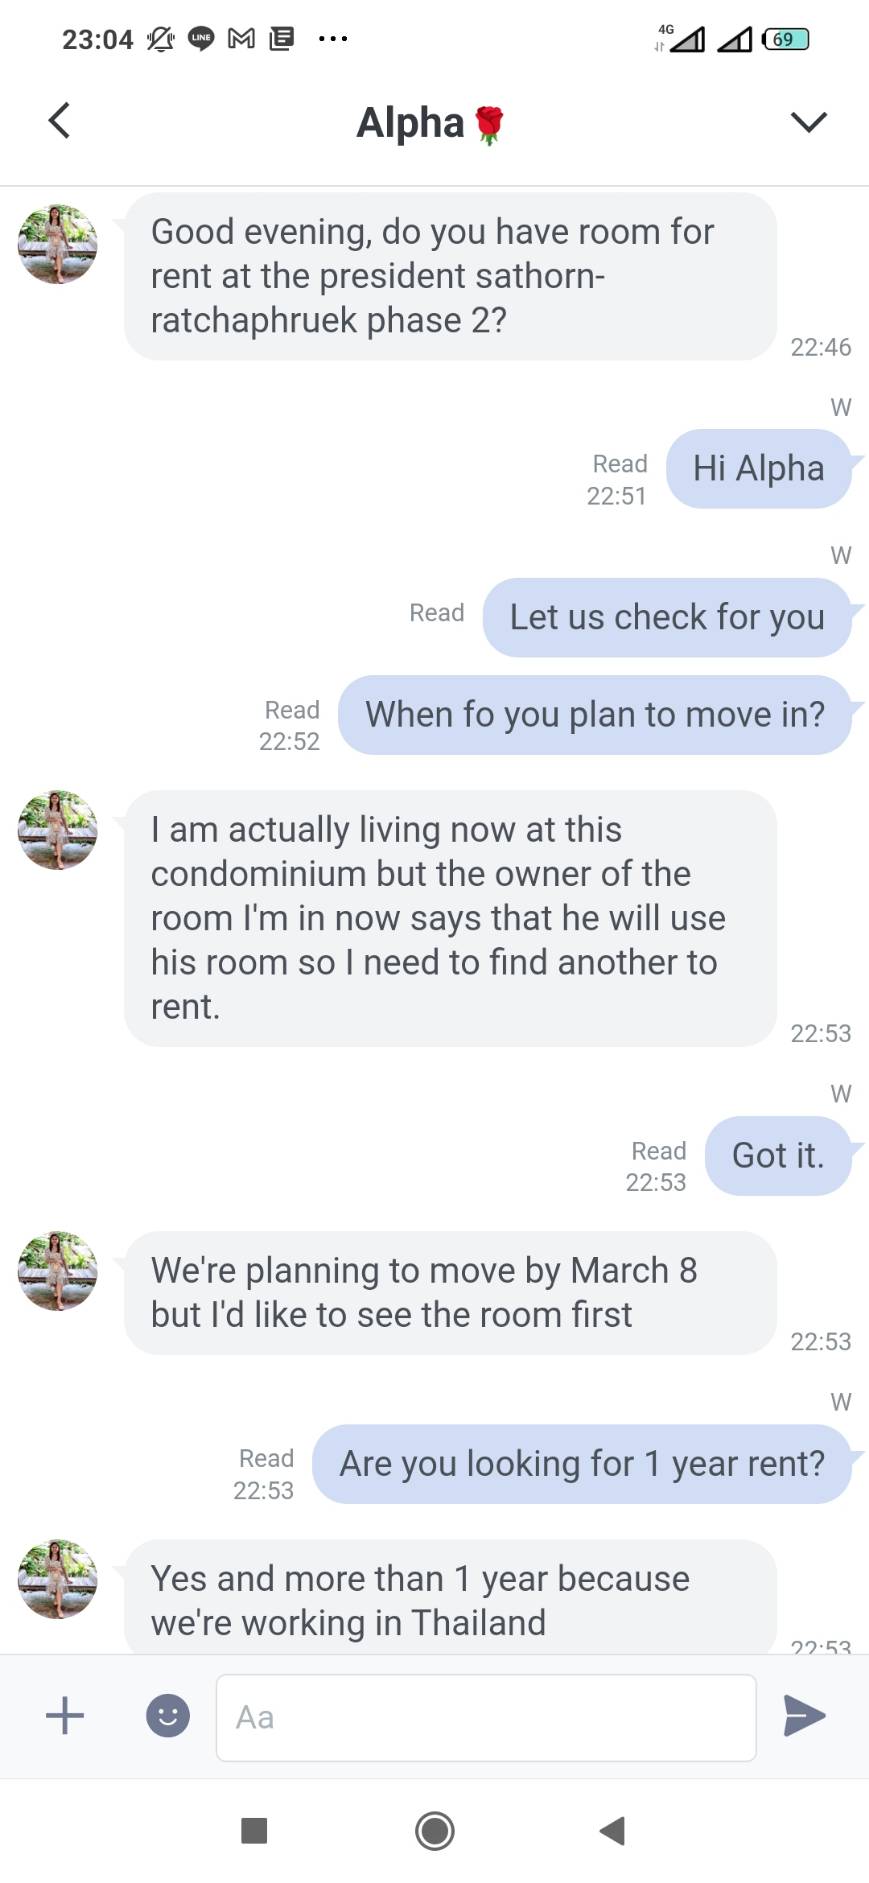 23:04
LINE
4G
69
Alpha🌹
Good evening, do you have room for
rent at the president sathorn-
ratchaphruek phase 2?
22:46
W
Read
22:51
Hi Alpha
W
Read
Let us check for you
Read
22:52
When fo you plan to move in?
I am actually living now at this
condominium but the owner of the
room I'm in now says that he will use
his room so I need to find another to
rent.
22:53
W
Read
22:53
Got it.
We're planning to move by March 8
but I'd like to see the room first
22:53
W
Read
22:53
Are you looking for 1 year rent?
Yes and more than 1 year because
we're working in Thailand
22:53
Aa